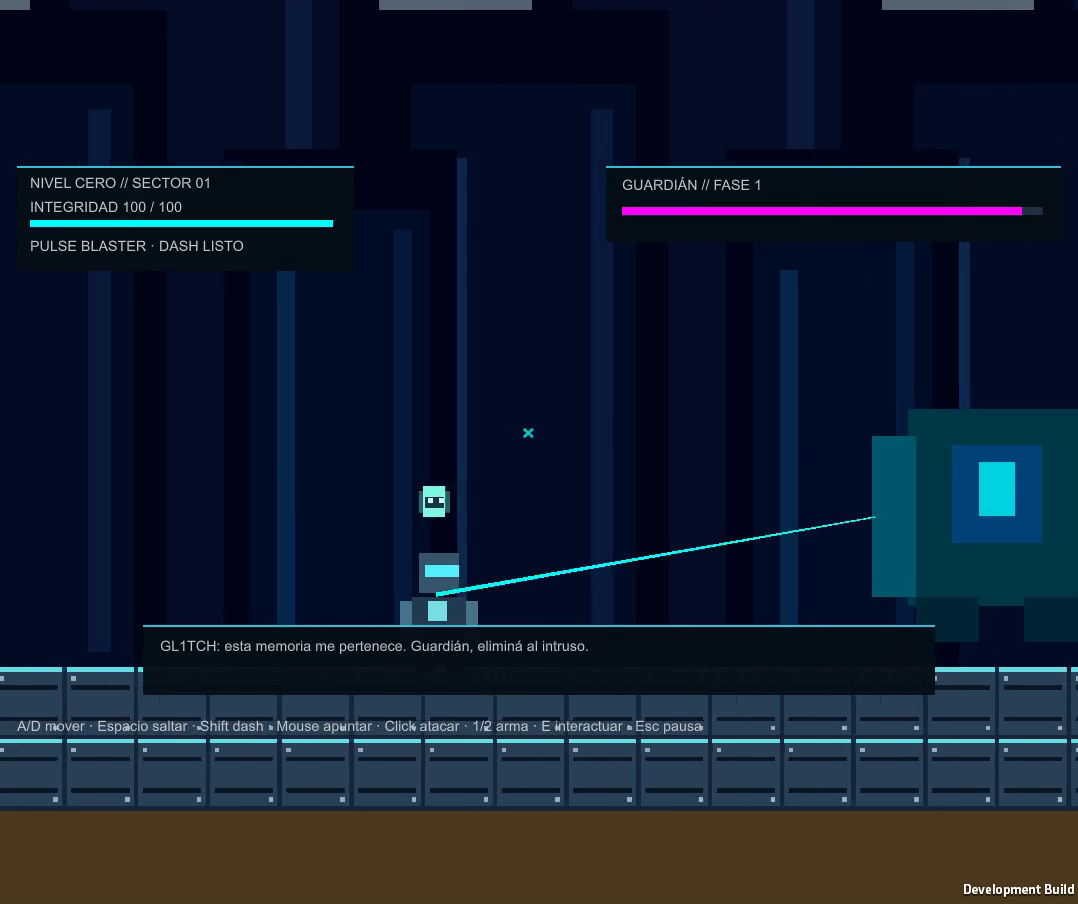 NIVEL CERO // SECTOR 01
INTEGRIDAD 100 / 100
PULSE BLASTER · DASH LISTO
GUARDIÁN // FASE 1
GL1TCH: esta memoria me pertenece. Guardián, eliminá al intruso.
A/D mover · Espacio saltar · Shift dash · Mouse apuntar · Click atacar · 1/2 arma · E interactuar · Esc pausa
Development Build